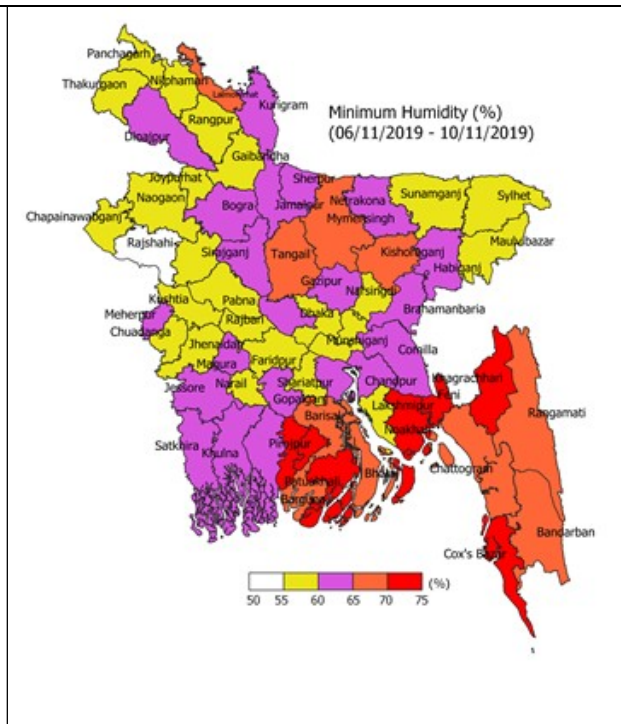 Panchagarh
Thakurgaon
Nilphamari
Lalmonirhat
Kurigram
Rangpur
Dinajpur
Minimum Humidity (%)
(06/11/2019 - 10/11/2019)
Gaibandha
Joypurhat
Naogaon
Sherpur
Jamalpur
Netrakona
Sunamganj
Sylhet
Chapainawabganj
Bogra
Mymensingh
Rajshahi
Sirajganj
Tangail
Kishorganj
Maulvibazar
Habiganj
Gazipur
Narsingdi
Kushtia
Pabna
Meherpur
Dhaka
Brahamanbaria
Chuadanga
Rajbari
Jhenaidah
Munshiganj
Comilla
Magura
Faridpur
Khagrachhari
Jessore
Narail
Shariatpur
Chandpur
Feni
Gopalganj
Lakshmipur
Rangamati
Barisal
Noakhali
Satkhira
Khulna
Pirojpur
Bhola
Chattogram
Patuakhali
Barguna
Bandarban
Cox's Bazar
(%)
50 55 60 65 70 75